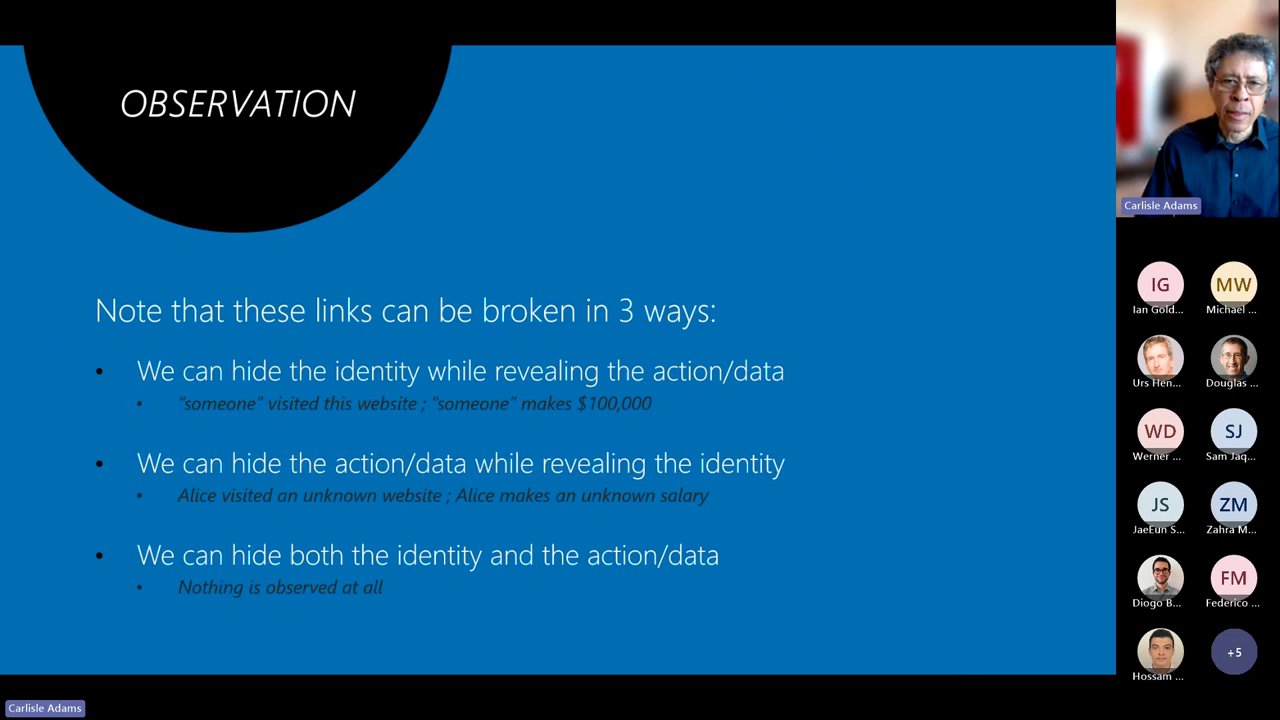 OBSERVATION
Note that these links can be broken in 3 ways:
• We can hide the identity while revealing the action/data
• "someone" visited this website ; "someone" makes $100,000
• We can hide the action/data while revealing the identity
• Alice visited an unknown website ; Alice makes an unknown salary
• We can hide both the identity and the action/data
• Nothing is observed at all
Carlisle Adams
IG
MW
Ian Gold...
Michael ...
Urs Hen...
Douglas ...
WD
SJ
Werner ...
Sam Jaq...
JS
ZM
JaeEun S...
Zahra M...
FM
Diogo B...
Federico ...
+5
Hossam ...
Carlisle Adams